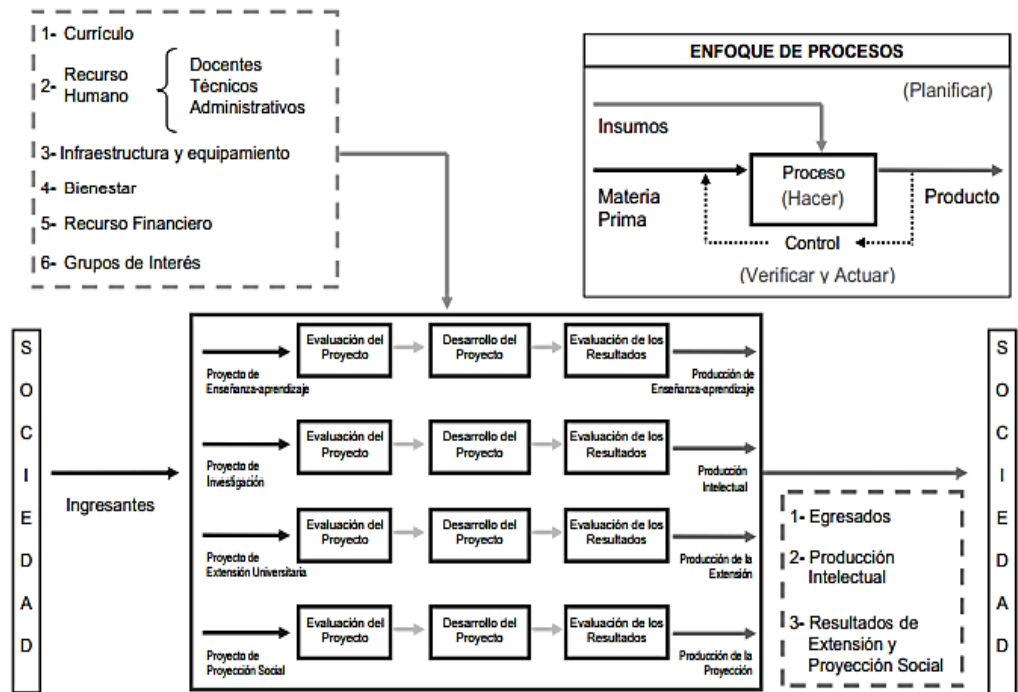 1- Currículo
2- Recurso
Humano
Docentes
Técnicos
Administrativos
3- Infraestructura y equipamiento
4- Bienestar
5- Recurso Financiero
6- Grupos de Interés
ENFOQUE DE PROCESOS
(Planificar)
Insumos
Materia
Prima
Proceso
(Hacer)
Producto
Control
(Verificar y Actuar)
S
O
C
I
E
D
A
D
Ingresantes
Evaluación del
Proyecto
Desarrollo del
Proyecto
Evaluación de los
Resultados
Proyecto de
Enseñanza-aprendizaje
Producción de
Enseñanza-aprendizaje
Evaluación del
Proyecto
Desarrollo del
Proyecto
Evaluación de los
Resultados
Proyecto de
Investigación
Producción
Intelectual
Evaluación del
Proyecto
Desarrollo del
Proyecto
Evaluación de los
Resultados
Proyecto de
Extensión Universitaria
Producción de la
Extensión
Evaluación del
Proyecto
Desarrollo del
Proyecto
Evaluación de los
Resultados
Proyecto de
Proyección Social
Producción de la
Proyección
1- Egresados
2- Producción
Intelectual
3- Resultados de
Extensión y
Proyección Social
S
O
C
I
E
D
A
D